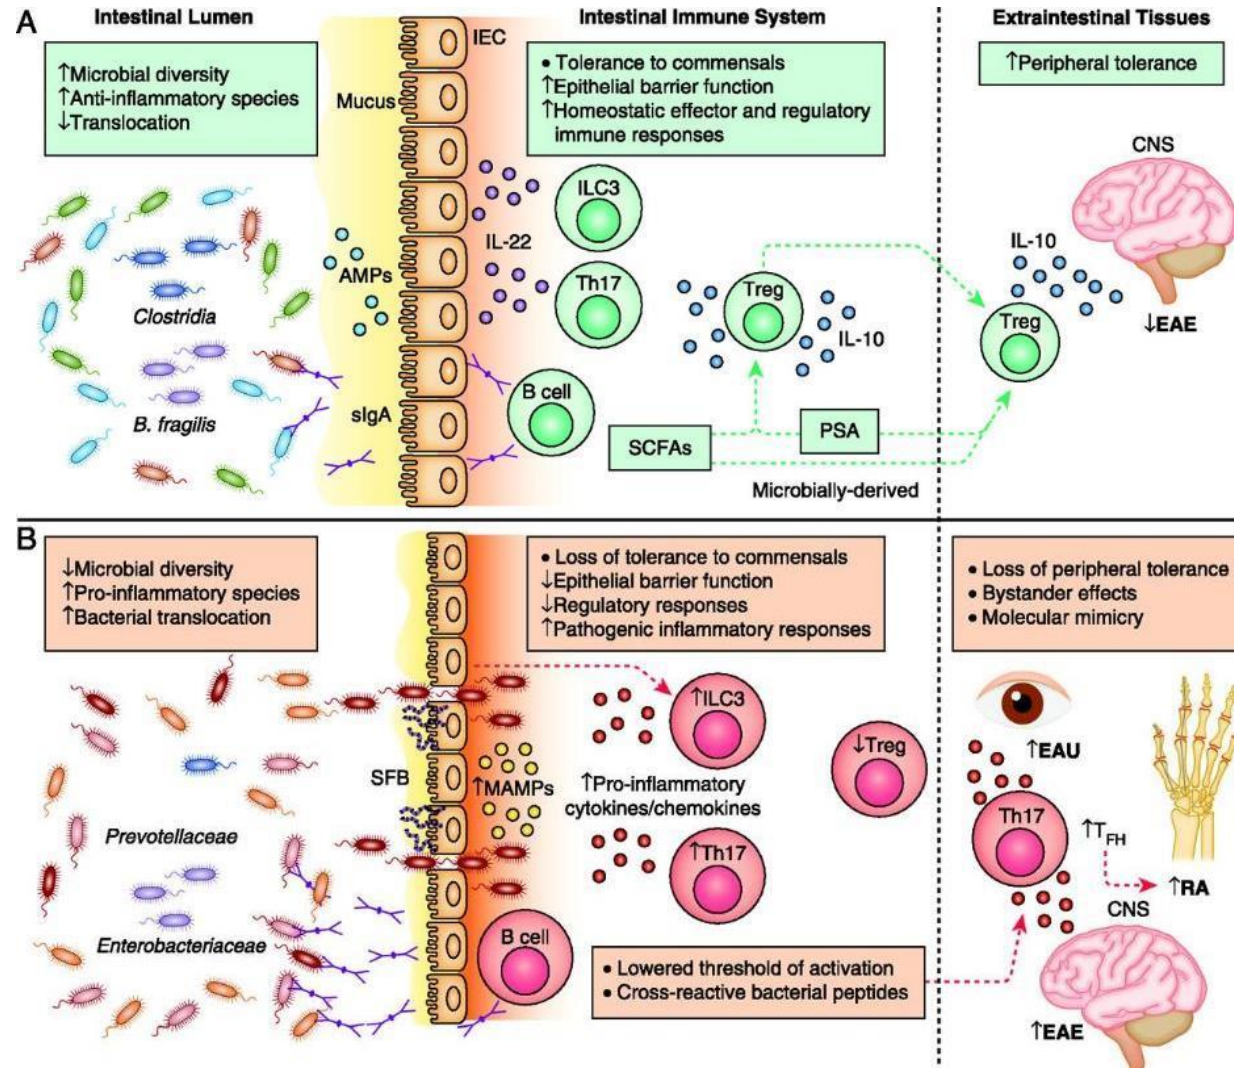 A
Intestinal Lumen
Intestinal Immune System
Extraintestinal Tissues
↑Microbial diversity
↑Anti-inflammatory species
↓Translocation
IEC
Mucus
• Tolerance to commensals
↑Epithelial barrier function
↑Homeostatic effector and regulatory
immune responses
↑Peripheral tolerance
CNS
ILC3
IL-22
AMPs
Th17
Treg
IL-10
IL-10
Treg
↓EAE
Clostridia
B. fragilis
sIgA
B cell
SCFAs
PSA
Microbially-derived
B
↓Microbial diversity
↑Pro-inflammatory species
↑Bacterial translocation
• Loss of tolerance to commensals
↓Epithelial barrier function
↓Regulatory responses
↑Pathogenic inflammatory responses
• Loss of peripheral tolerance
• Bystander effects
• Molecular mimicry
↑ILC3
↓Treg
↑EAU
SFB
↑MAMPs
↑Pro-inflammatory
cytokines/chemokines
Th17
↑TFH
↑Th17
↑RA
Prevotellaceae
Enterobacteriaceae
B cell
CNS
• Lowered threshold of activation
• Cross-reactive bacterial peptides
↑EAE